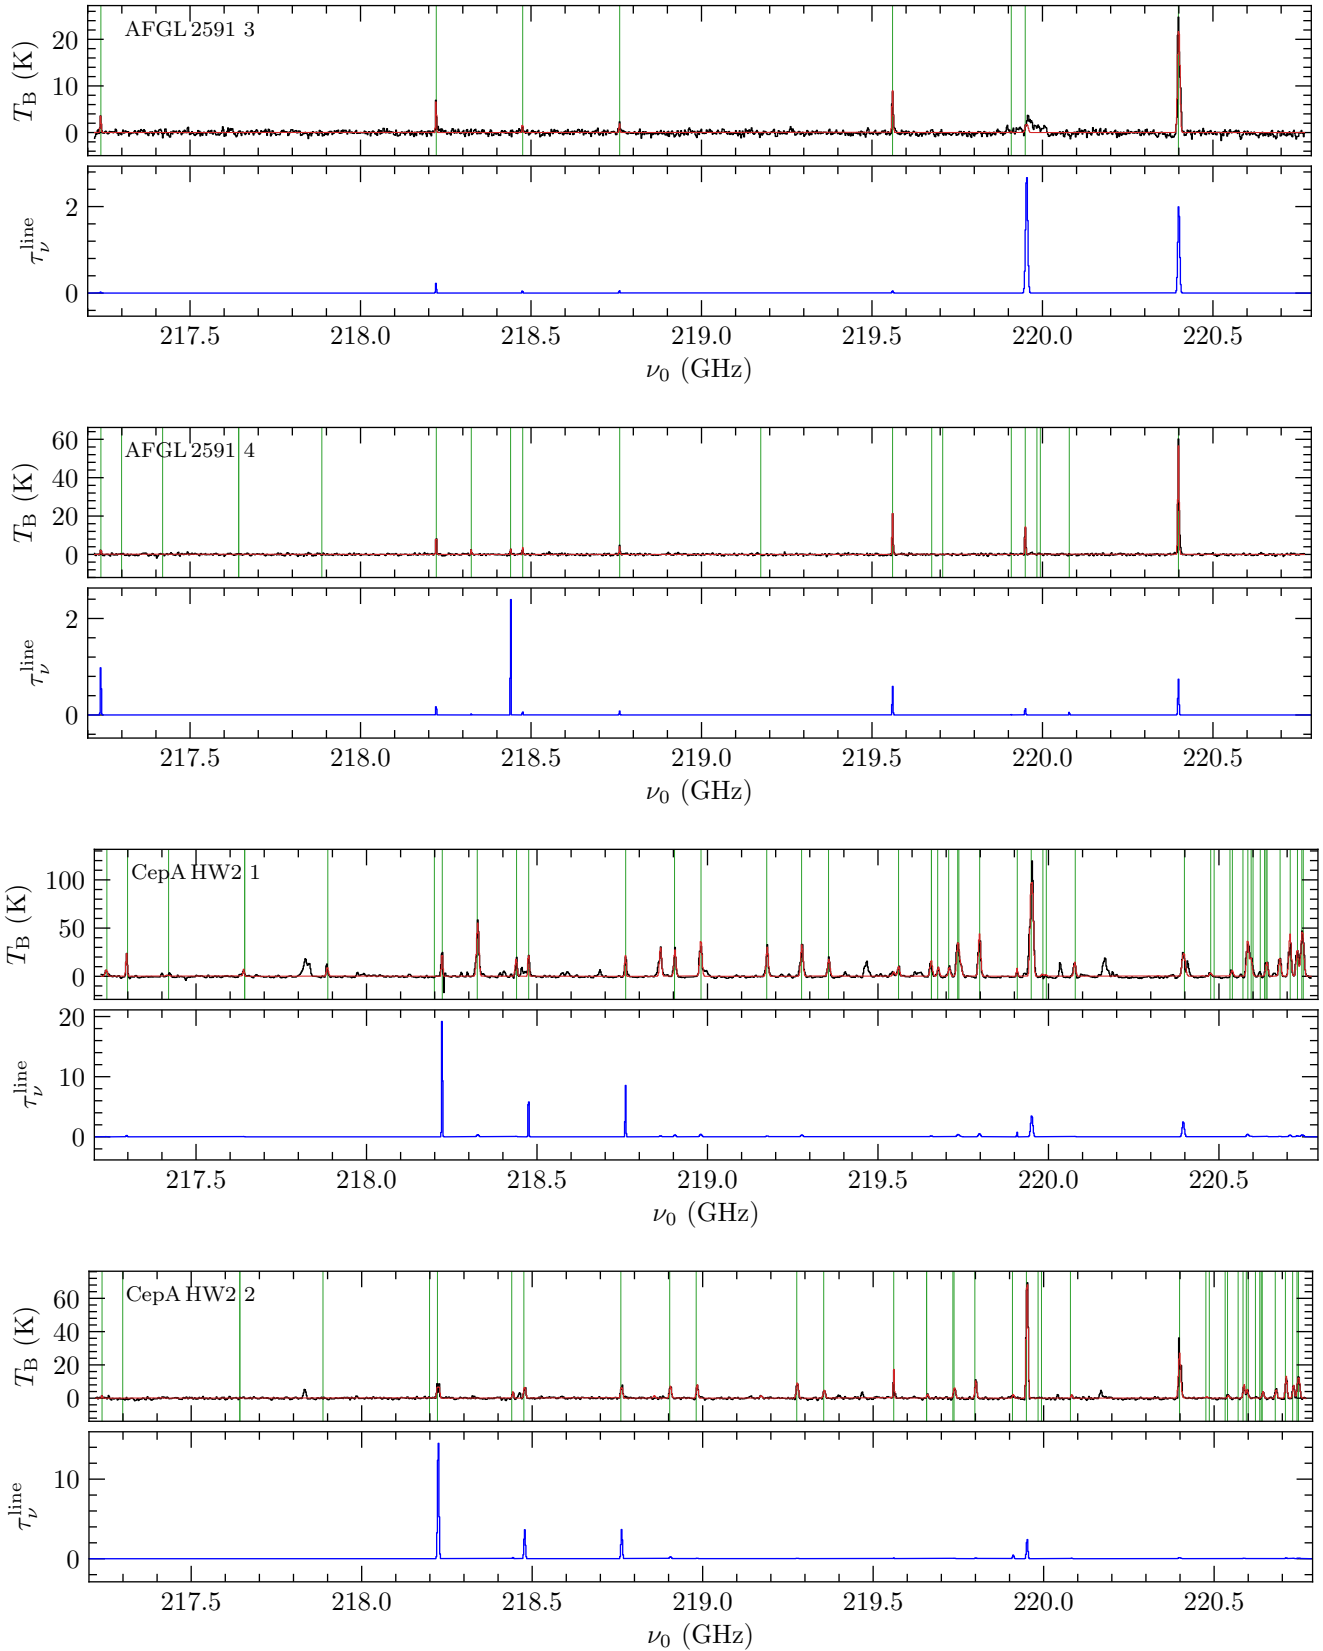 AFGL 2591 3
T_B (K)
20
10
0
τ_ν^line
2
0
217.5 218.0 218.5 219.0 219.5 220.0 220.5
ν_0 (GHz)
AFGL 2591 4
T_B (K)
60
40
20
0
τ_ν^line
2
0
217.5 218.0 218.5 219.0 219.5 220.0 220.5
ν_0 (GHz)
CepA HW2 1
T_B (K)
100
50
0
τ_ν^line
20
10
0
217.5 218.0 218.5 219.0 219.5 220.0 220.5
ν_0 (GHz)
CepA HW2 2
T_B (K)
60
40
20
0
τ_ν^line
10
0
217.5 218.0 218.5 219.0 219.5 220.0 220.5
ν_0 (GHz)